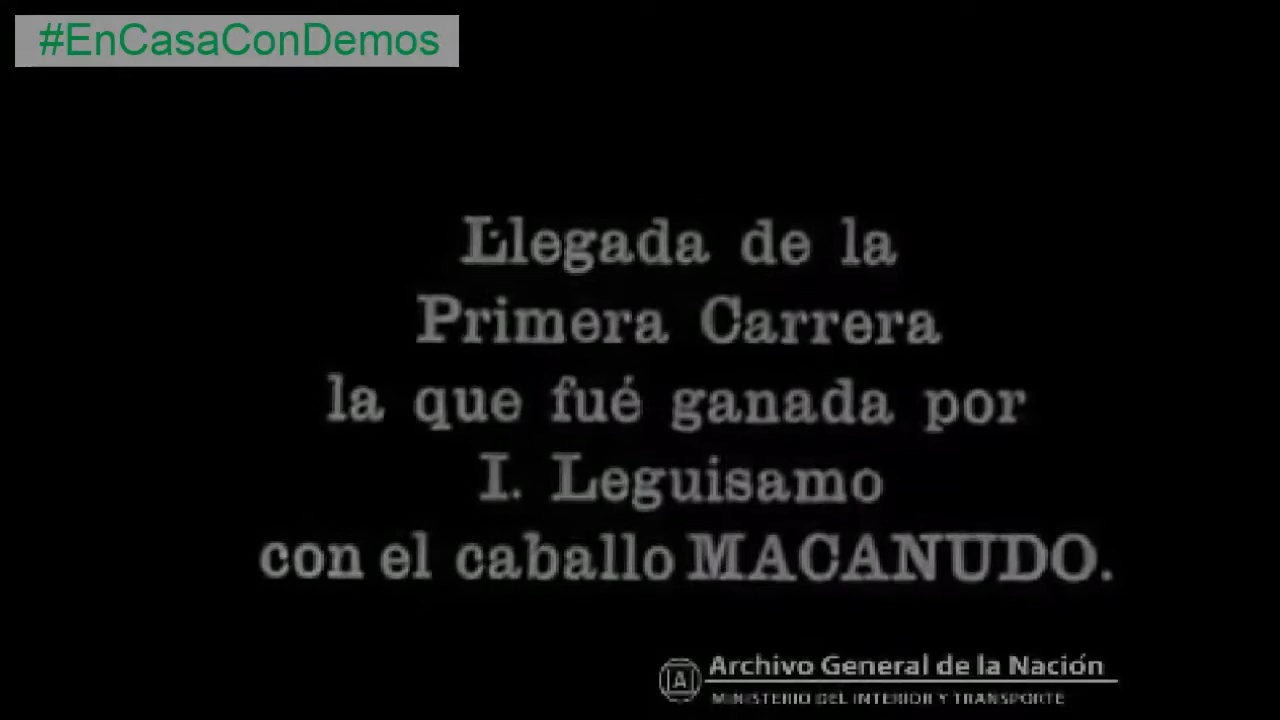 #EnCasaConDemos
Llegada de la
Primera Carrera
la que fué ganada por
I. Leguisamo
con el caballo MACANUDO.
Archivo General de la Nación
MINISTERIO DEL INTERIOR Y TRANSPORTE